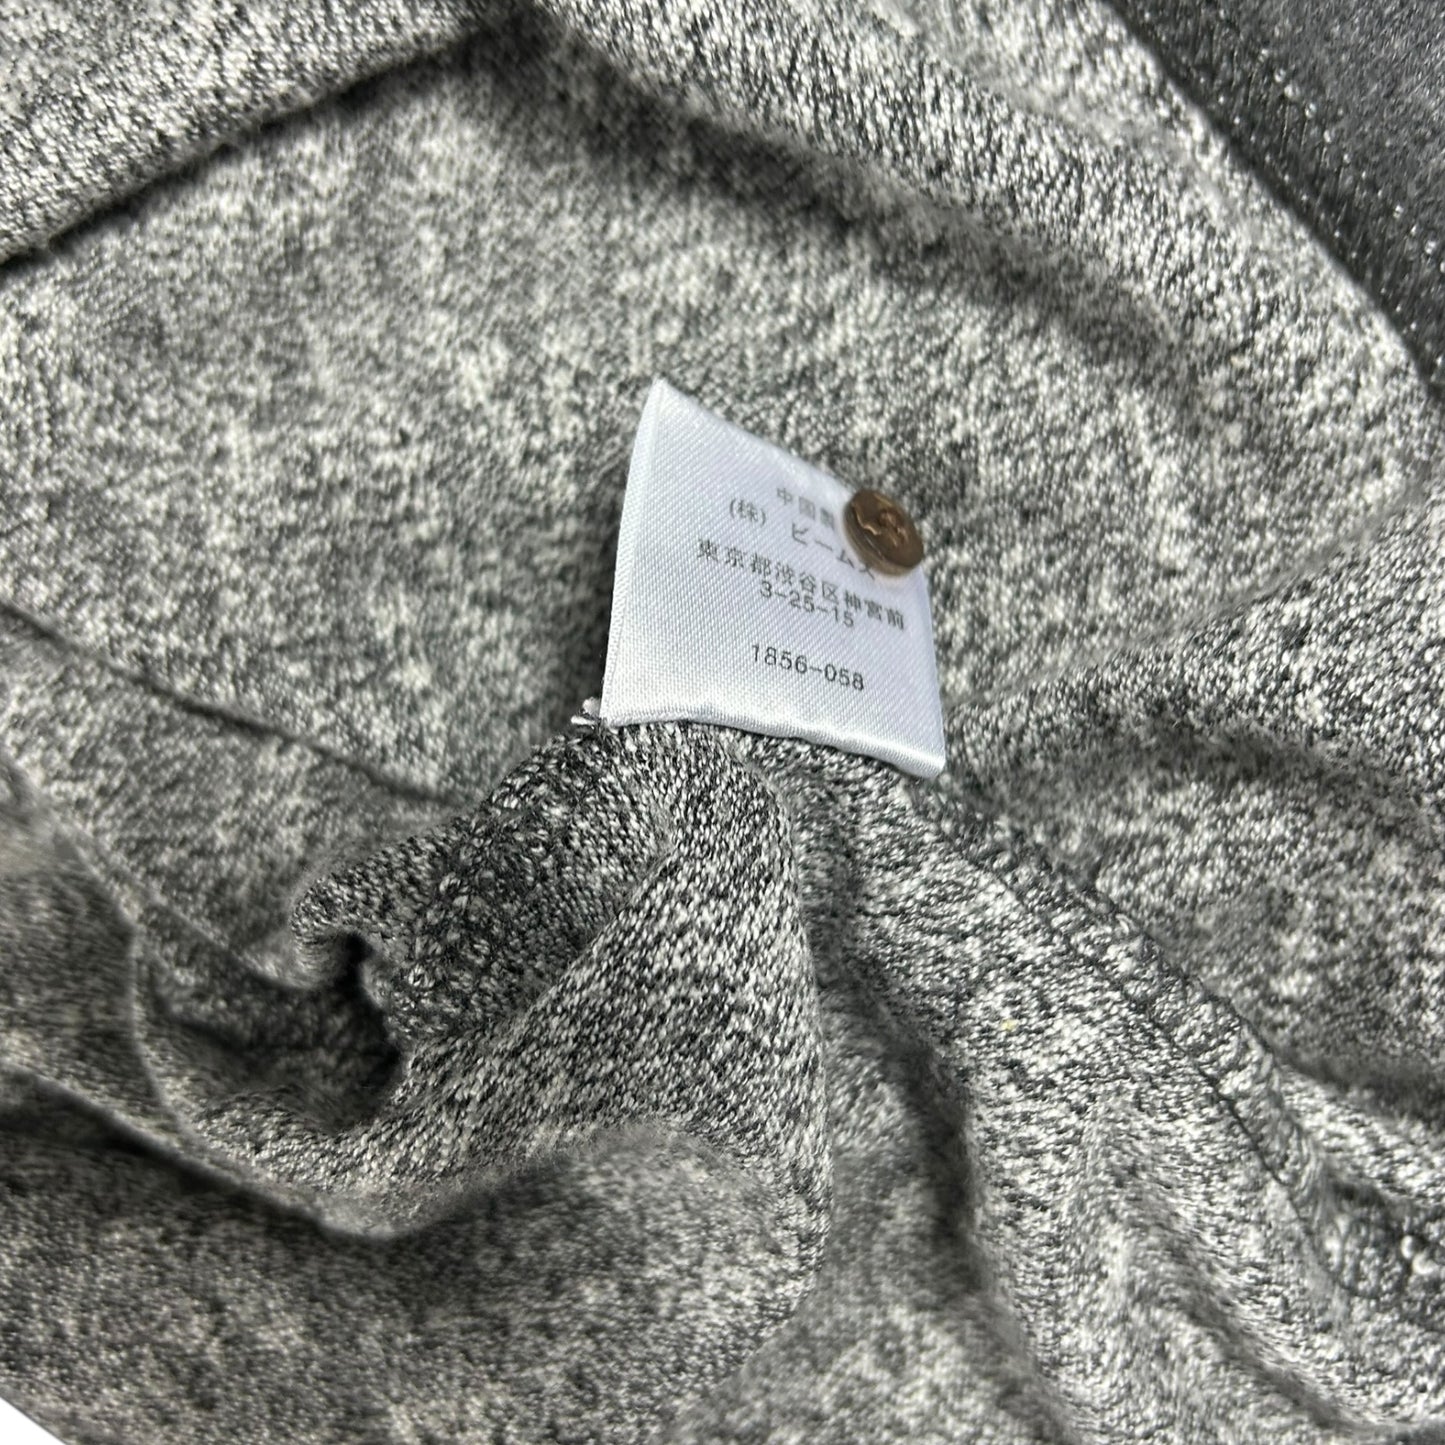 中国製
(株) ビームス
東京都渋谷区神宮前
3-25-15
1856-058